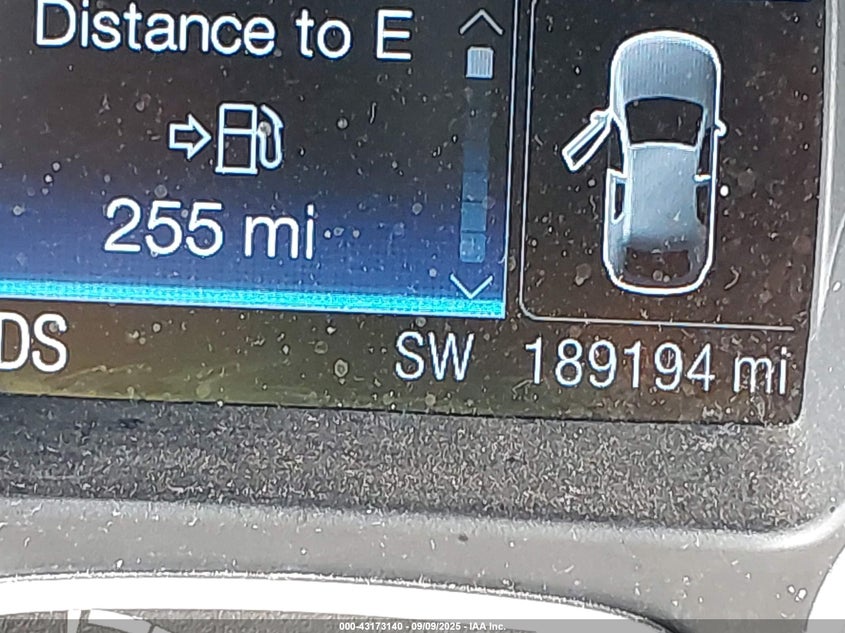 Distance to E
255 mi
DS
SW 189194 mi
000-43173140 - 09/09/2025 - IAA Inc.